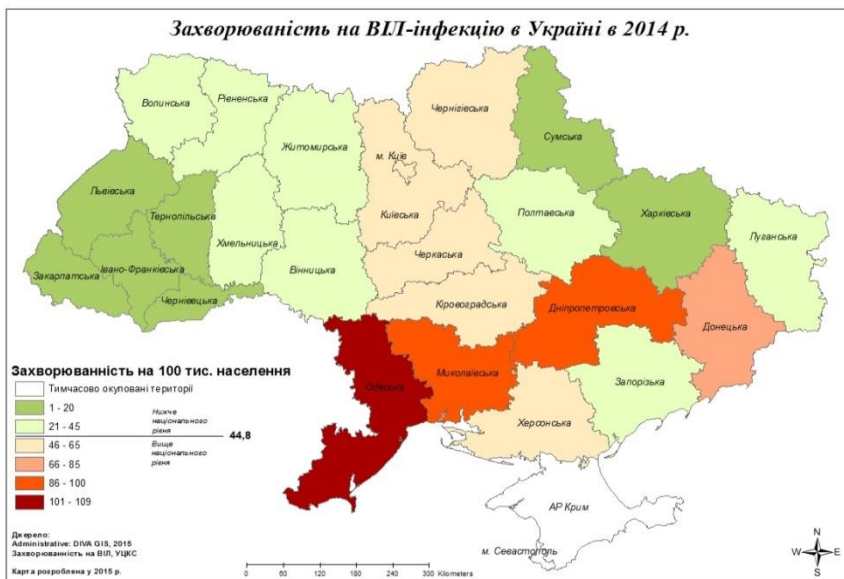 Захворюваність на ВІЛ-інфекцію в Україні в 2014 р.
Волинська
Рівненська
Житомирська
Чернігівська
Сумська
м. Київ
Київська
Львівська
Тернопільська
Хмельницька
Вінницька
Черкаська
Полтавська
Харківська
Луганська
Закарпатська
Івано-Франківська
Чернівецька
Кіровоградська
Дніпропетровська
Донецька
Одеська
Миколаївська
Запорізька
Херсонська
АР Крим
м. Севастополь
Захворюванність на 100 тис. населення
Тимчасово окуповані території
1 - 20
21 - 45
46 - 65
66 - 85
86 - 100
101 - 109
Нижче
національного
рівня
44,8
Вище
національного
рівня
Джерело:
Administrative: DIVA GIS, 2015
Захворюванність на ВІЛ, УЦКС
Карта розроблена у 2015 р.
0 60 120 180 240 300 Kilometers
N
W E
S